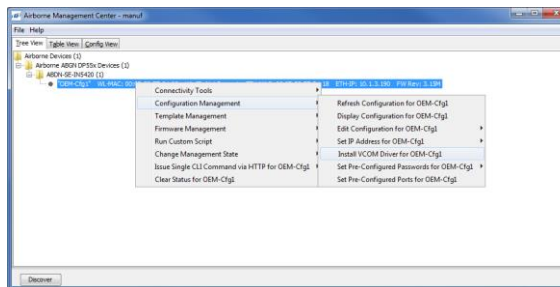 Airborne Management Center - manuf
File Help
Tree View Table View Config View
Airborne Devices (1)
Airborne ABGN DP55x Devices (1)
ABDN-SE-IN5420 (1)
"OEM-Cfg1" WL-MAC: 00: 18 ETH-IP: 10.1.3.190 FW Rev: 3.18M
Connectivity Tools
Configuration Management
Template Management
Firmware Management
Run Custom Script
Change Management State
Issue Single CLI Command via HTTP for OEM-Cfg1
Clear Status for OEM-Cfg1
Refresh Configuration for OEM-Cfg1
Display Configuration for OEM-Cfg1
Edit Configuration for OEM-Cfg1
Set IP Address for OEM-Cfg1
Install VCOM Driver for OEM-Cfg1
Set Pre-Configured Passwords for OEM-Cfg1
Set Pre-Configured Ports for OEM-Cfg1
Discover